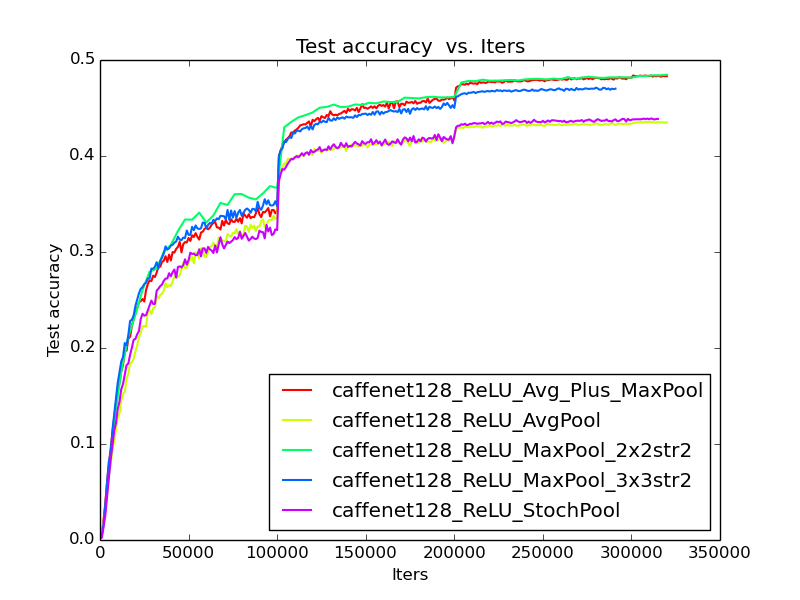 Test accuracy  vs. Iters
0.5
0.4
0.3
0.2
0.1
0.0
Test accuracy
caffenet128_ReLU_Avg_Plus_MaxPool
caffenet128_ReLU_AvgPool
caffenet128_ReLU_MaxPool_2x2str2
caffenet128_ReLU_MaxPool_3x3str2
caffenet128_ReLU_StochPool
0 50000 100000 150000 200000 250000 300000 350000
Iters